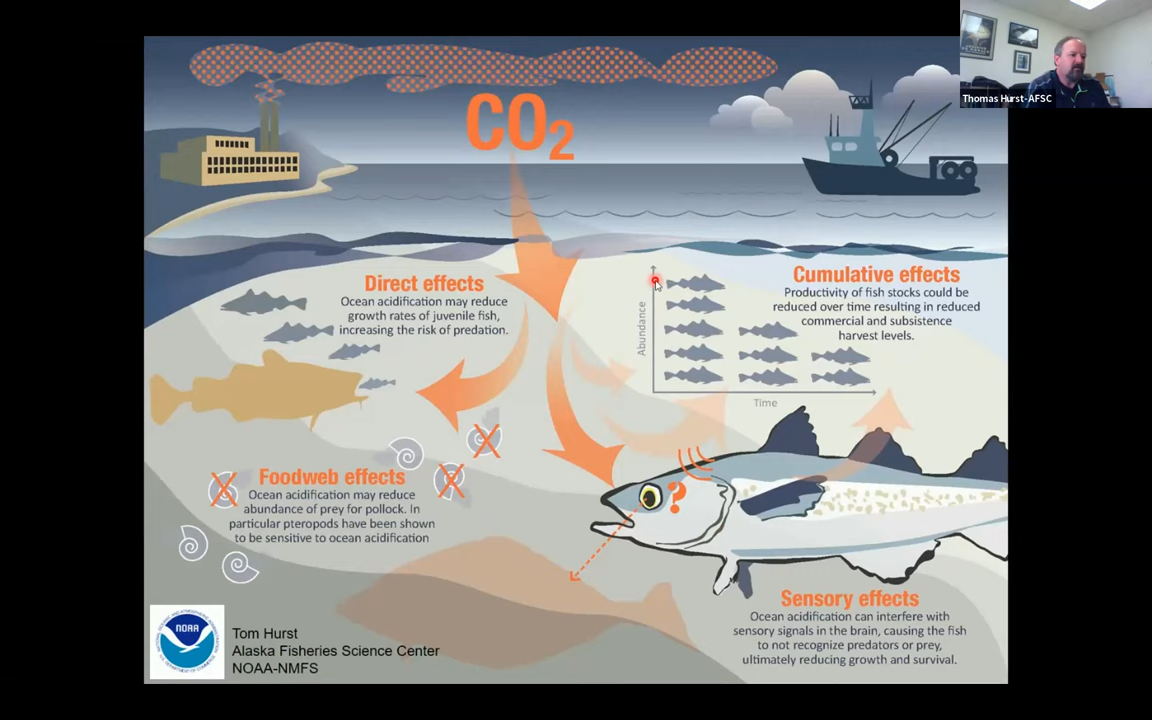 Thomas Hurst-AFSC
CO2
Direct effects
Ocean acidification may reduce
growth rates of juvenile fish,
increasing the risk of predation.
Abundance
Time
Cumulative effects
Productivity of fish stocks could be
reduced over time resulting in reduced
commercial and subsistence
harvest levels.
Foodweb effects
Ocean acidification may reduce
abundance of prey for pollock. In
particular pteropods have been shown
to be sensitive to ocean acidification
?
Sensory effects
Ocean acidification can interfere with
sensory signals in the brain, causing the fish
to not recognize predators or prey,
ultimately reducing growth and survival.
NOAA
Tom Hurst
Alaska Fisheries Science Center
NOAA-NMFS